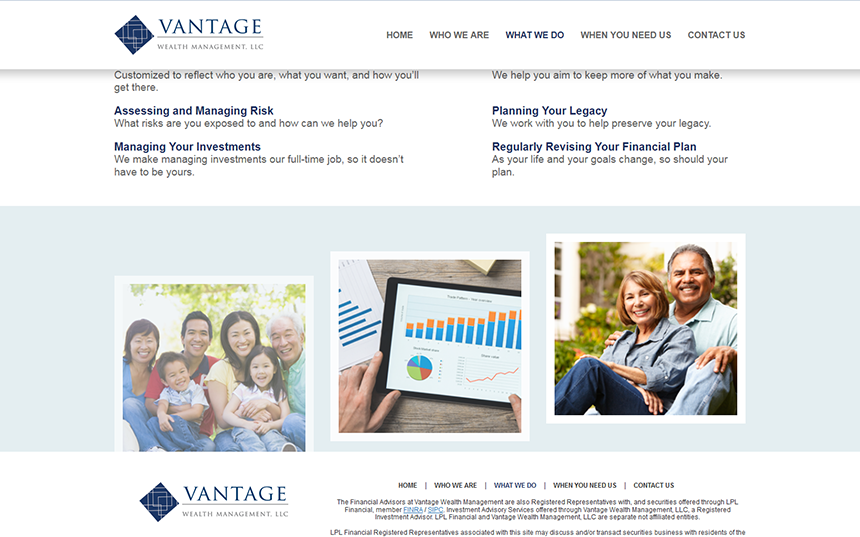 VANTAGE
WEALTH MANAGEMENT, LLC
HOME WHO WE ARE WHAT WE DO WHEN YOU NEED US CONTACT US
Customized to reflect who you are, what you want, and how you'll
get there.
Assessing and Managing Risk
What risks are you exposed to and how can we help you?
Managing Your Investments
We make managing investments our full-time job, so it doesn't
have to be yours.
We help you aim to keep more of what you make.
Planning Your Legacy
We work with you to help preserve your legacy.
Regularly Revising Your Financial Plan
As your life and your goals change, so should your
plan.
VANTAGE
WEALTH MANAGEMENT, LLC
HOME | WHO WE ARE | WHAT WE DO | WHEN YOU NEED US | CONTACT US
The Financial Advisors at Vantage Wealth Management are also Registered Representatives with, and securities offered through LPL
Financial, member FINRA / SIPC. Investment Advisory Services offered through Vantage Wealth Management, LLC, a Registered
Investment Advisor. LPL Financial and Vantage Wealth Management, LLC are separate not affiliated entities.
LPL Financial Registered Representatives associated with this site may discuss and/or transact securities business with residents of the